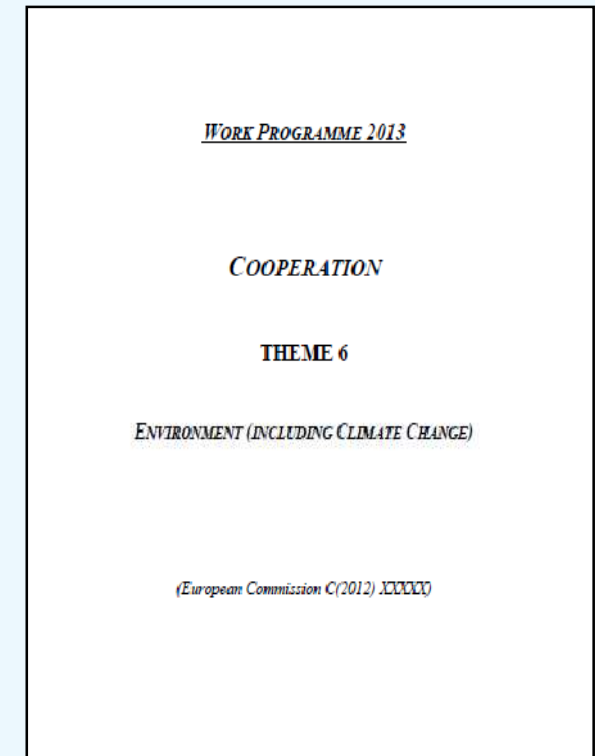 WORK PROGRAMME 2013
COOPERATION
THEME 6
ENVIRONMENT (INCLUDING CLIMATE CHANGE)
(European Commission C(2012) XXXXX)